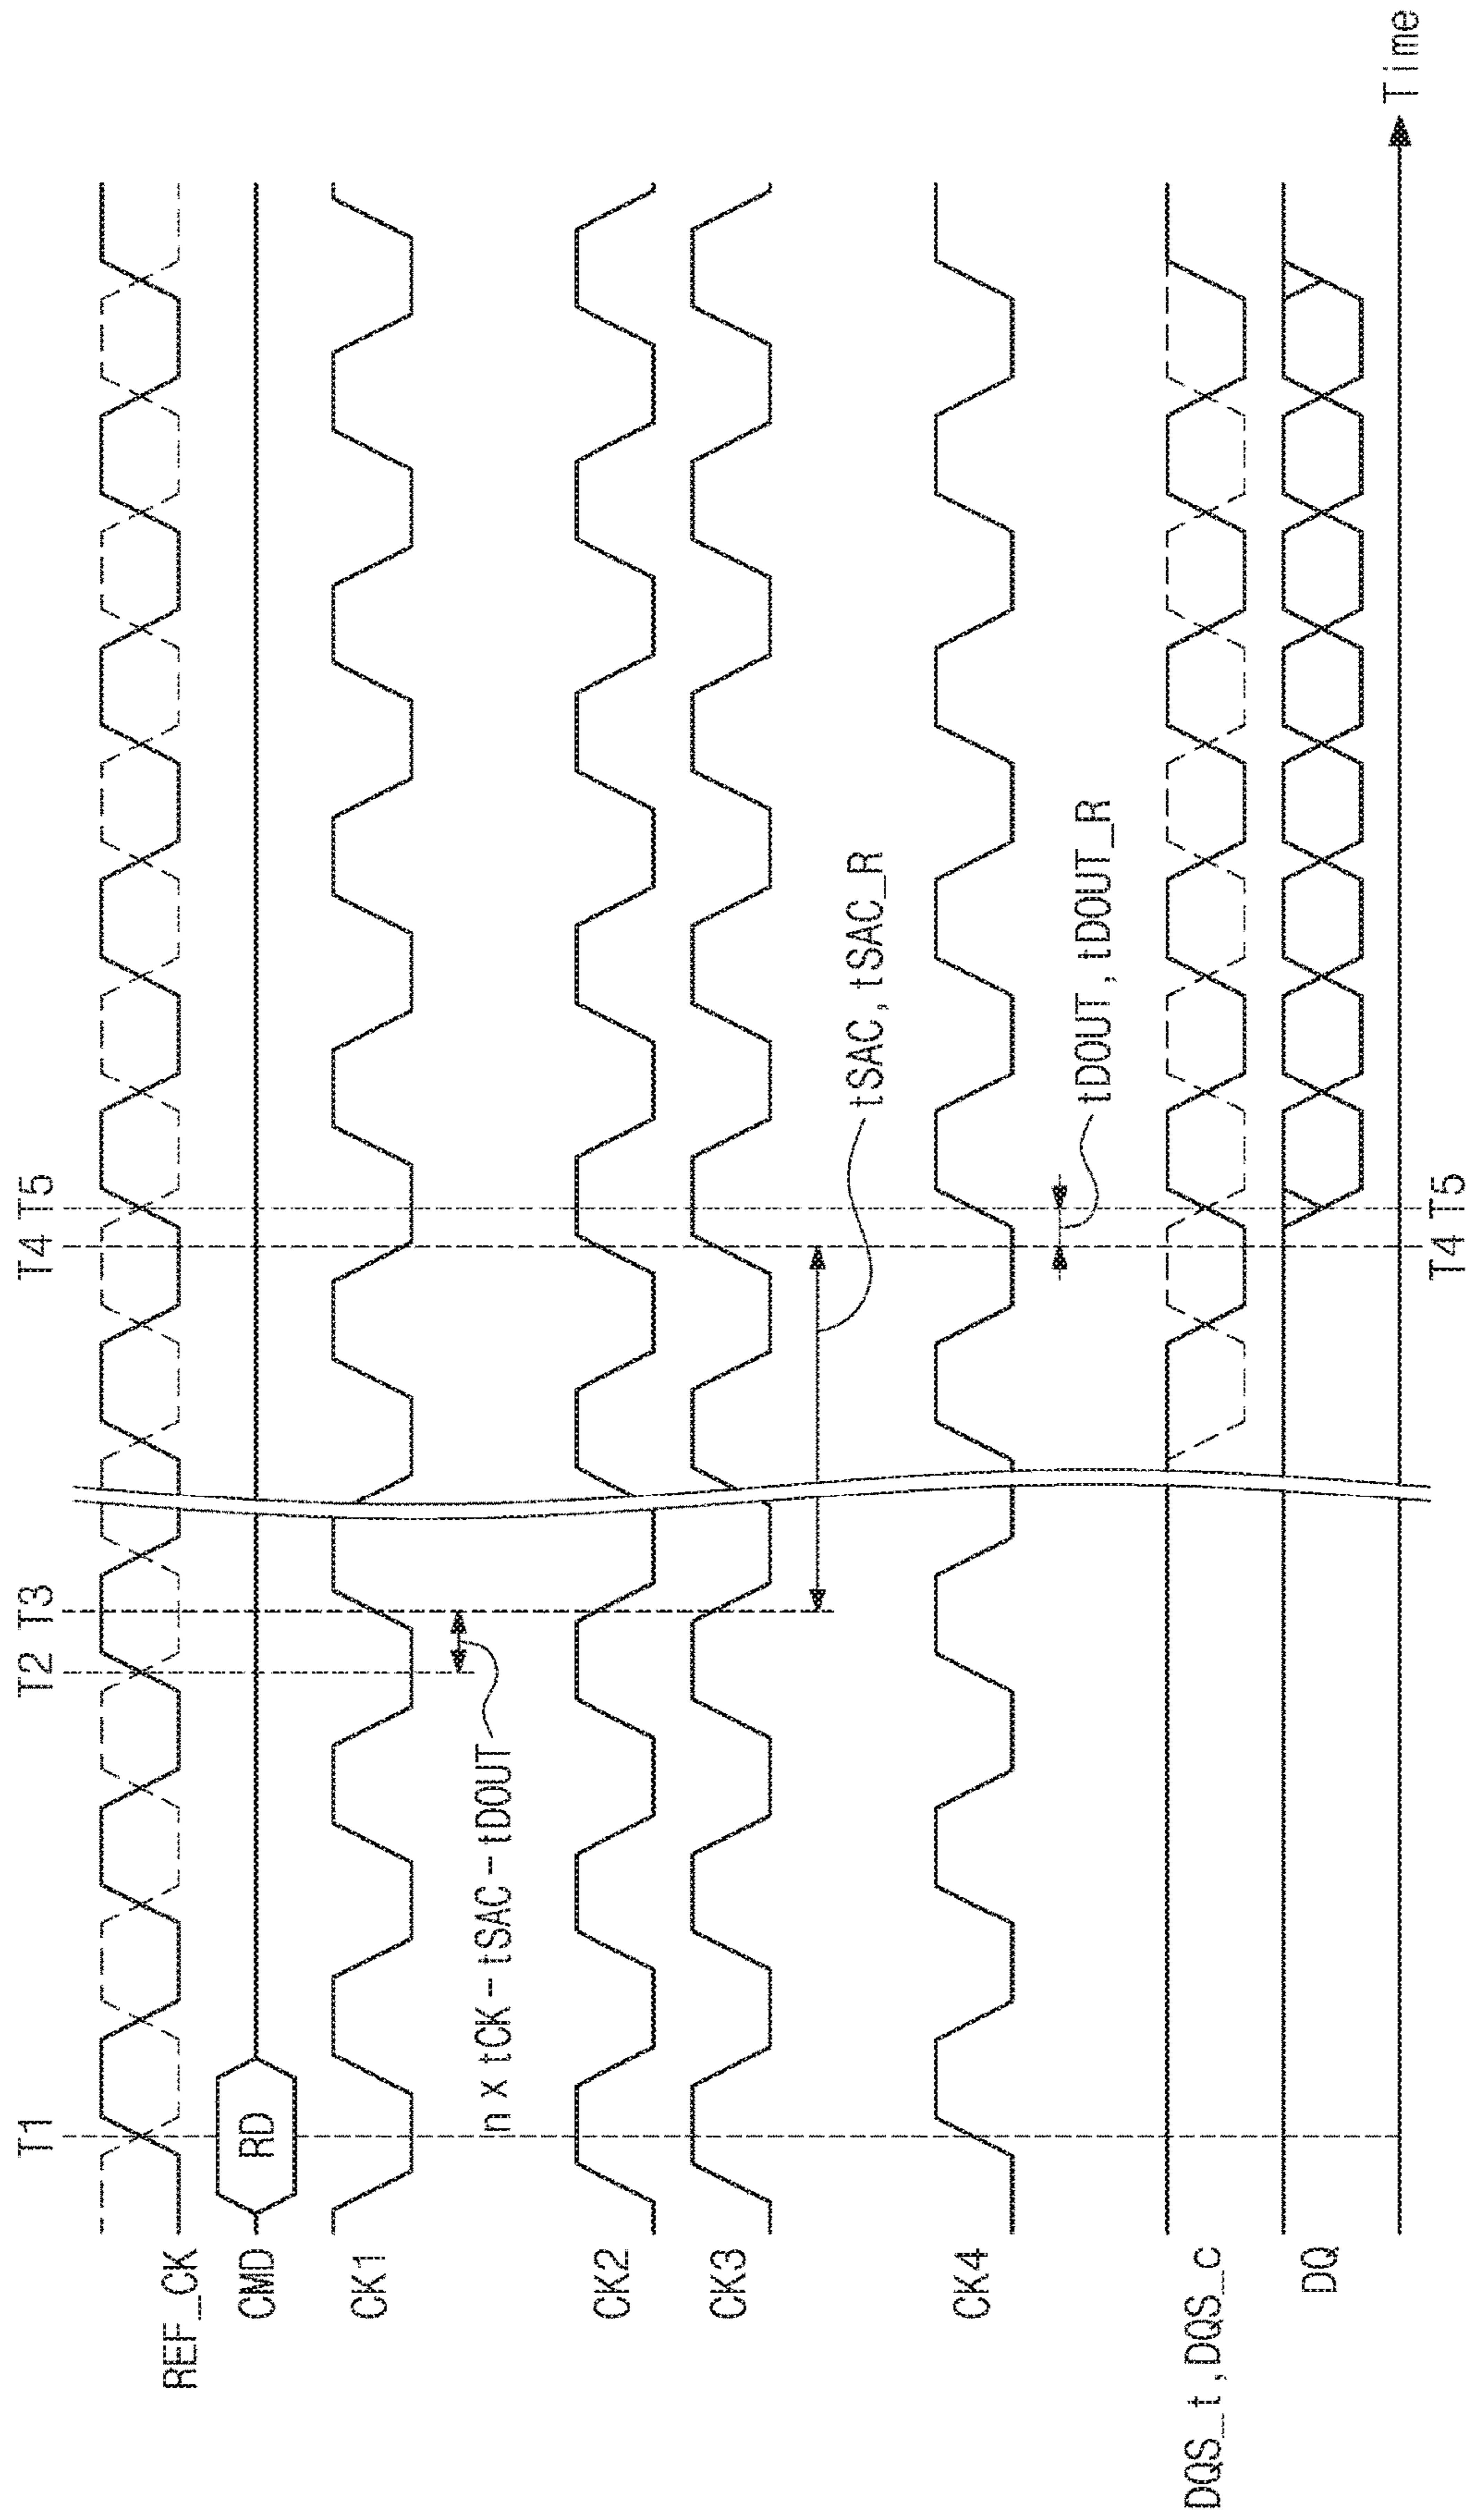 T1
T2 T3
T4 T5
REF_CK
CMD
RD
CK1
n x tCK-tSAC-tDOUT
CK2
CK3
tSAC, tSAC_R
CK4
tDOUT, tDOUT_R
DQS_t, DQS_c
DQ
T4 T5
Time